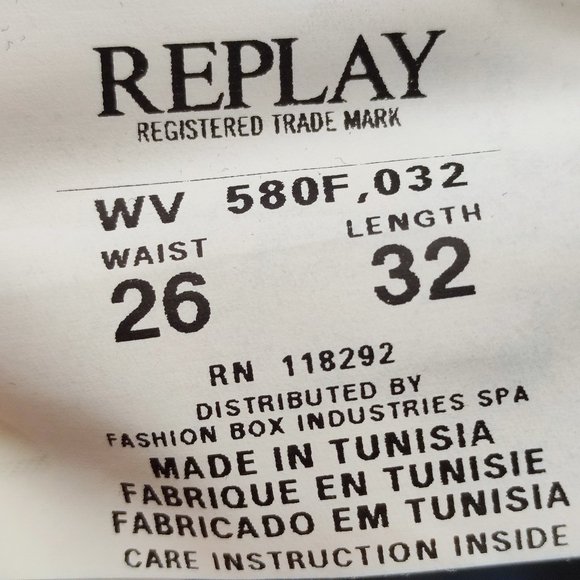 REPLAY
REGISTERED TRADE MARK
WV 580F,032
WAIST LENGTH
26 32
RN 118292
DISTRIBUTED BY
FASHION BOX INDUSTRIES SPA
MADE IN TUNISIA
FABRIQUE EN TUNISIE
FABRICADO EM TUNISIA
CARE INSTRUCTION INSIDE